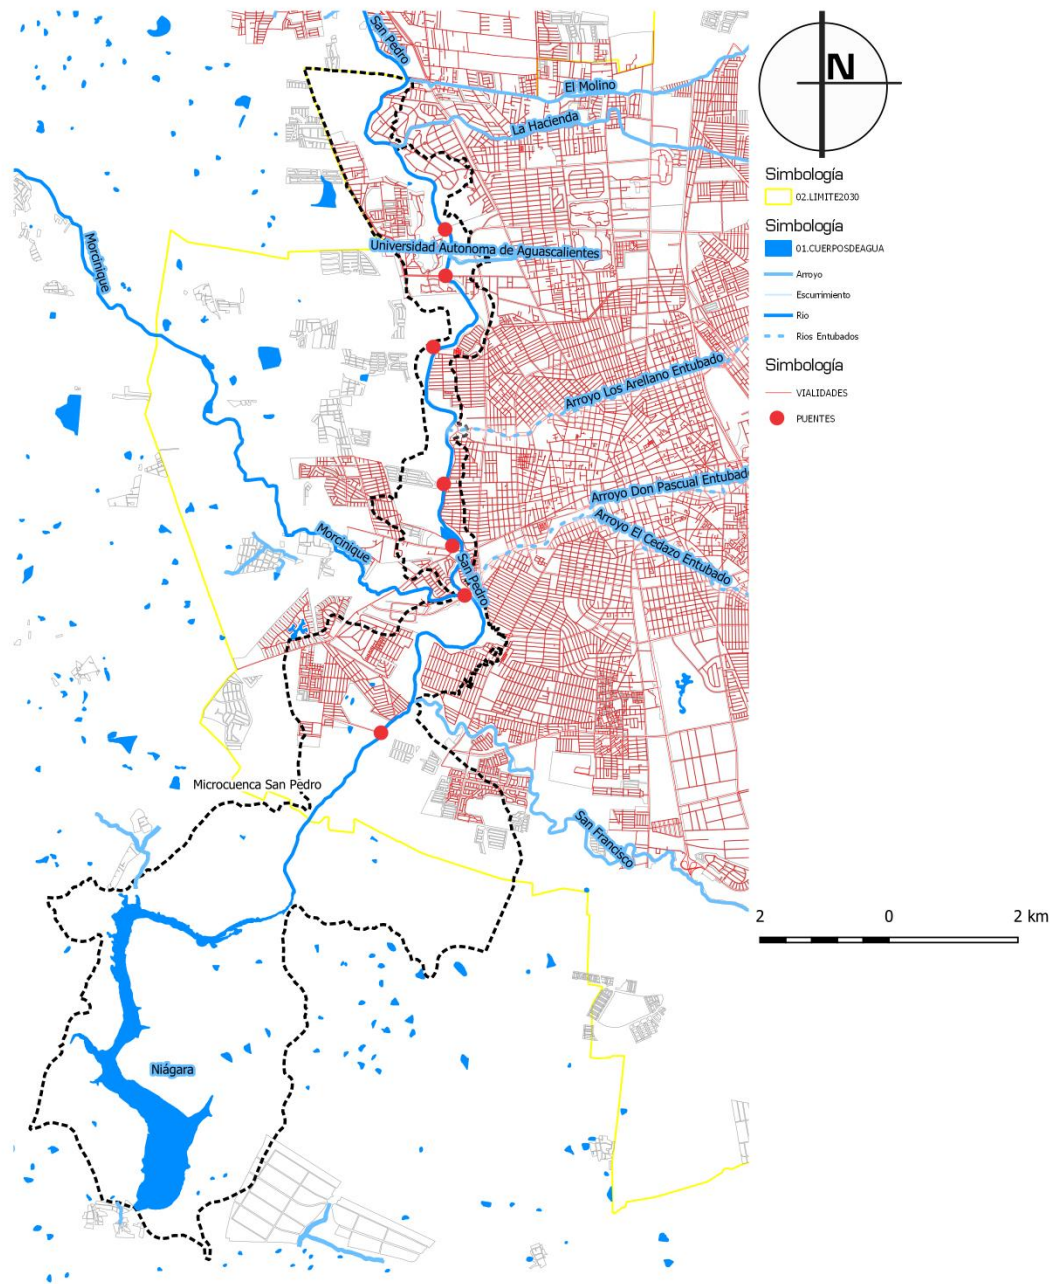 San Pedro
N
El Molino
La Hacienda
Simbología
02.LIMITE2030
Simbología
01.CUERPOSDEAGUA
Arroyo
Escurrimiento
Rio
Rios Entubados
Simbología
VIALIDADES
PUENTES
Morcinique
Universidad Autonoma de Aguascalientes
Arroyo Los Arellano Entubado
Arroyo Don Pascual Entubad
Arroyo El Cedazo Entubado
Morcinique
San Pedro
Microcuenca San Pedro
San Francisco
2 0 2 km
Niágara